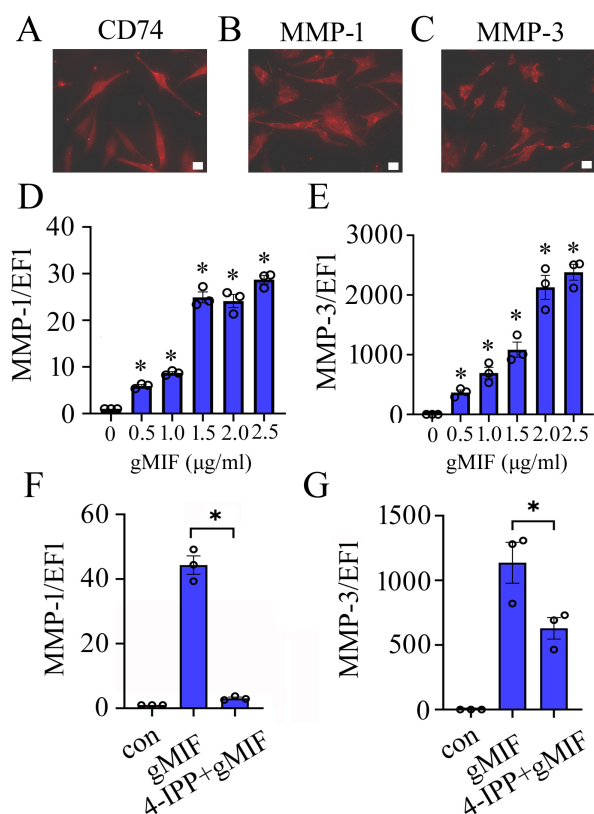 A CD74 B MMP-1 C MMP-3
D
MMP-1/EF1
40
30
20
10
0
* * * * *
0 0.5 1.0 1.5 2.0 2.5
gMIF (μg/ml)
E
MMP-3/EF1
3000
2000
1000
0
* * * * *
0 0.5 1.0 1.5 2.0 2.5
gMIF (μg/ml)
F
MMP-1/EF1
60
40
20
0
*
con gMIF 4-IPP+gMIF
G
MMP-3/EF1
1500
1000
500
0
*
con gMIF 4-IPP+gMIF